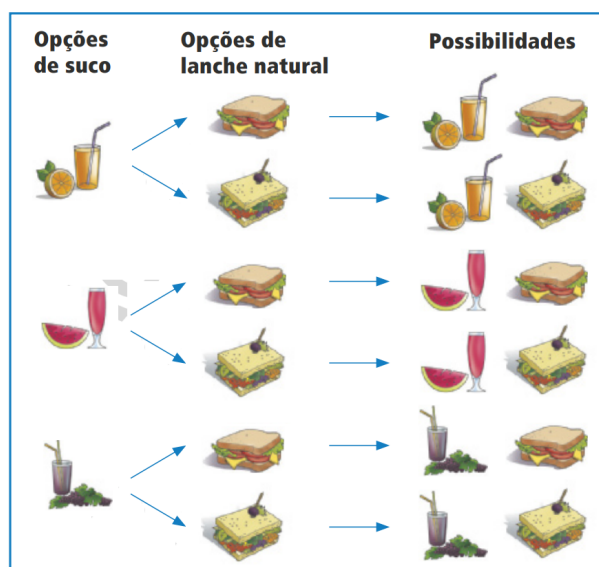 Opções
de suco
Opções de
lanche natural
Possibilidades